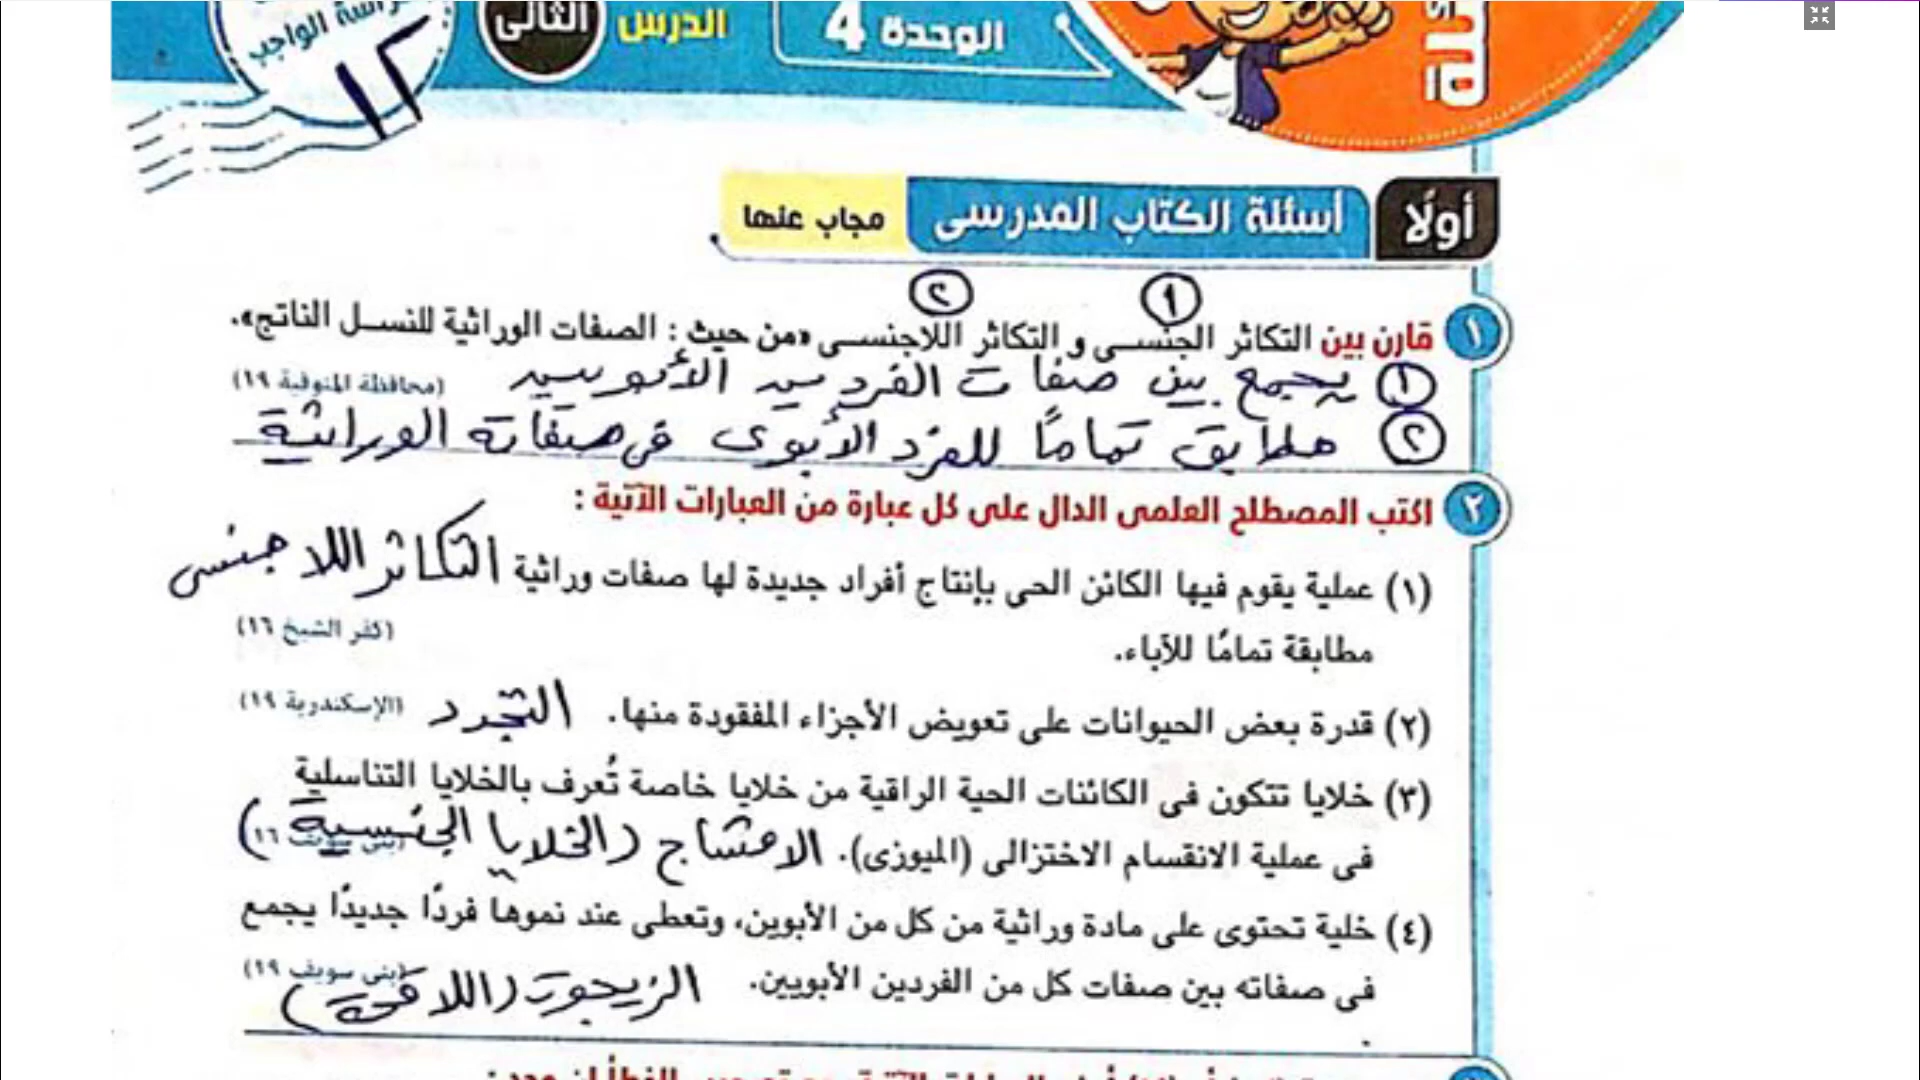 الوحدة 4
الدرس الثانى
١٢
أولًا أسئلة الكتاب المدرسى مجاب عنها
١ ٢
١ قارن بين التكاثر الجنسى و التكاثر اللاجنسى «من حيث : الصفات الوراثية للنسل الناتج».
١ يجمع بين صفات الفردين الأبويين (محافظة المنوفية ١٩)
٢ مطابق تمامًا للفرد الأبوى فى صفاته الوراثية
٢ اكتب المصطلح العلمى الدال على كل عبارة من العبارات الآتية :
(١) عملية يقوم فيها الكائن الحى بإنتاج أفراد جديدة لها صفات وراثية التكاثر اللاجنسى
مطابقة تمامًا للآباء. (كفر الشيخ ١٦)
(٢) قدرة بعض الحيوانات على تعويض الأجزاء المفقودة منها. التجدد (الإسكندرية ١٩)
(٣) خلايا تتكون فى الكائنات الحية الراقية من خلايا خاصة تُعرف بالخلايا التناسلية
فى عملية الانقسام الاختزالى (الميوزى). الامشاج (الخلايا الجنسية) (بنى سويف ١٦)
(٤) خلية تحتوى على مادة وراثية من كل من الأبوين، وتعطى عند نموها فردًا جديدًا يجمع
فى صفاته بين صفات كل من الفردين الأبويين. الزيجوت (اللاقحة) (بنى سويف ١٩)